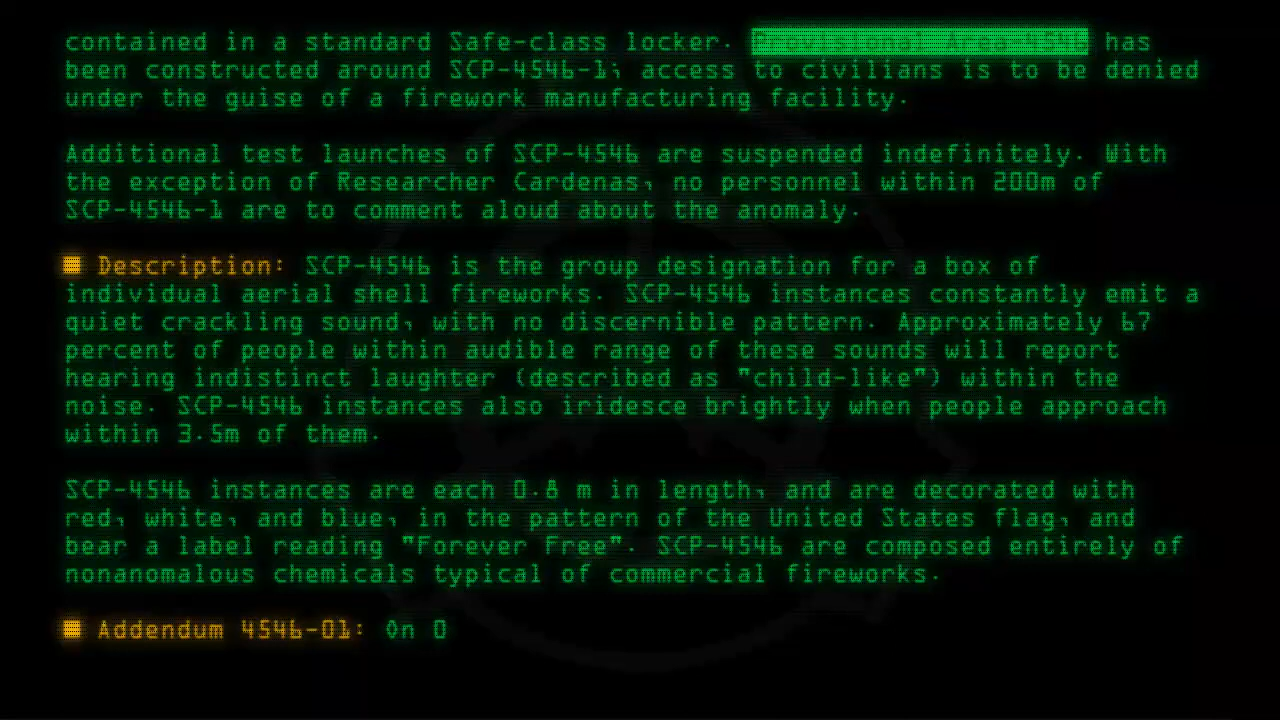 contained in a standard Safe-class locker. Provisional Area-4546 has
been constructed around SCP-4546-1; access to civilians is to be denied
under the guise of a firework manufacturing facility.
Additional test launches of SCP-4546 are suspended indefinitely. With
the exception of Researcher Cardenas, no personnel within 200m of
SCP-4546-1 are to comment aloud about the anomaly.
■ Description: SCP-4546 is the group designation for a box of
individual aerial shell fireworks. SCP-4546 instances constantly emit a
quiet crackling sound, with no discernible pattern. Approximately 67
percent of people within audible range of these sounds will report
hearing indistinct laughter (described as "child-like") within the
noise. SCP-4546 instances also iridesce brightly when people approach
within 3.5m of them.
SCP-4546 instances are each 0.8 m in length, and are decorated with
red, white, and blue, in the pattern of the United States flag, and
bear a label reading "Forever Free". SCP-4546 are composed entirely of
nonanomalous chemicals typical of commercial fireworks.
■ Addendum 4546-01: On 0